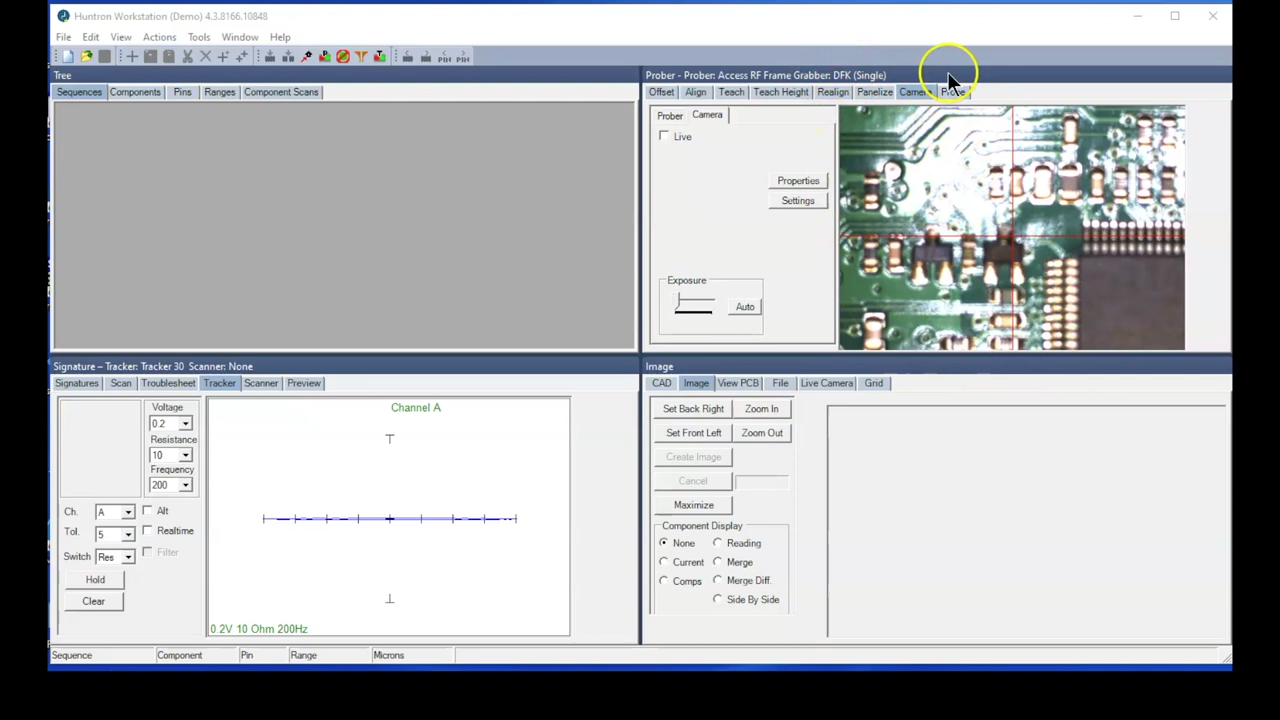 Huntron Workstation (Demo) 4.3.8166.10848
File Edit View Actions Tools Window Help
Tree
Sequences Components Pins Ranges Component Scans
Prober - Prober: Access RF Frame Grabber: DFK (Single)
Offset Align Teach Teach Height Realign Panelize Camera
Prober Camera
Live
Properties
Settings
Exposure
Auto
Signature – Tracker: Tracker 30 Scanner: None
Signatures Scan Troubleshet Tracker Scanner Preview
Voltage
0.2
Resistance
10
Frequency
200
Ch. A Alt
Tol. 5 Realtime
Switch Res Filter
Hold
Clear
Channel A
0.2V 10 Ohm 200Hz
Image
CAD Image View PCB File Live Camera Grid
Set Back Right Zoom In
Set Front Left Zoom Out
Create Image
Cancel
Maximize
Component Display
None Reading
Current Merge
Comps Merge Diff.
Side By Side
Sequence Component Pin Range Microns